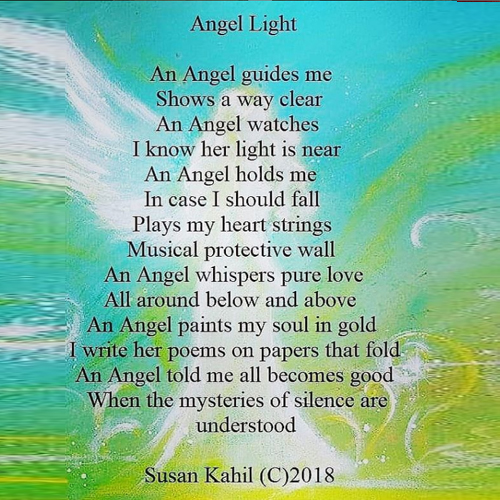 Angel Light
An Angel guides me
Shows a way clear
An Angel watches
I know her light is near
An Angel holds me
In case I should fall
Plays my heart strings
Musical protective wall
An Angel whispers pure love
All around below and above
An Angel paints my soul in gold
I write her poems on papers that fold
An Angel told me all becomes good
When the mysteries of silence are
understood
Susan Kahil (C)2018